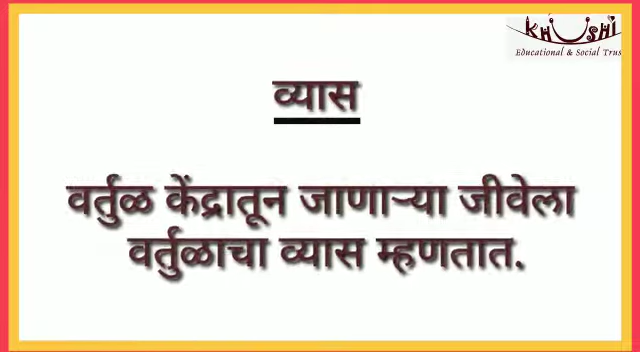 KHUSHI
Educational & Social Trus
व्यास
वर्तुळ केंद्रातून जाणाऱ्या जीवेला
वर्तुळाचा व्यास म्हणतात.